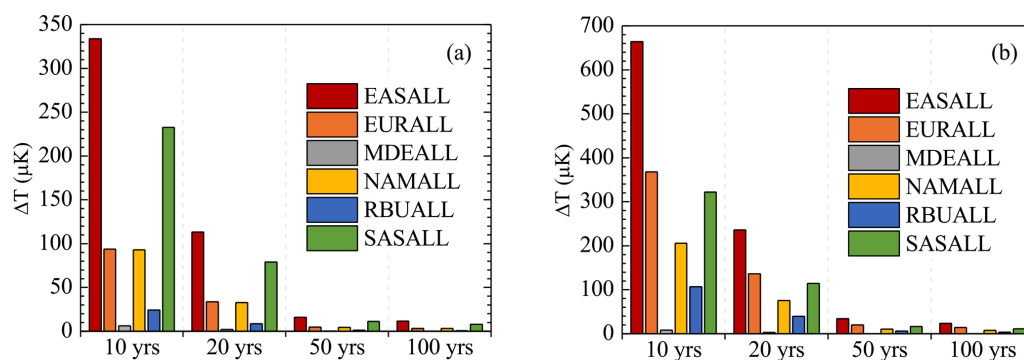 350
300
250
200
150
100
50
0
ΔT (μK)
(a)
EASALL
EURALL
MDEALL
NAMALL
RBUALL
SASALL
10 yrs 20 yrs 50 yrs 100 yrs
700
600
500
400
300
200
100
0
ΔT (μK)
(b)
EASALL
EURALL
MDEALL
NAMALL
RBUALL
SASALL
10 yrs 20 yrs 50 yrs 100 yrs